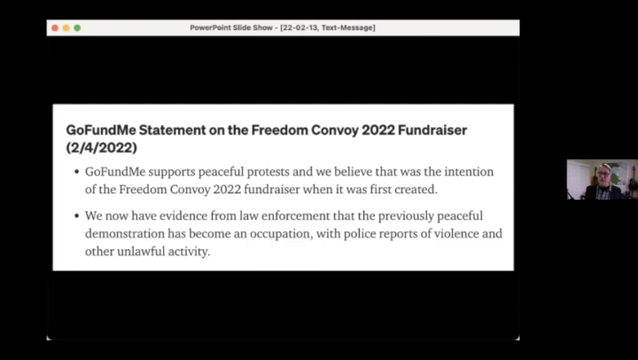 PowerPoint Slide Show - [22-02-13, Text-Message]
GoFundMe Statement on the Freedom Convoy 2022 Fundraiser
(2/4/2022)
• GoFundMe supports peaceful protests and we believe that was the intention
of the Freedom Convoy 2022 fundraiser when it was first created.
• We now have evidence from law enforcement that the previously peaceful
demonstration has become an occupation, with police reports of violence and
other unlawful activity.